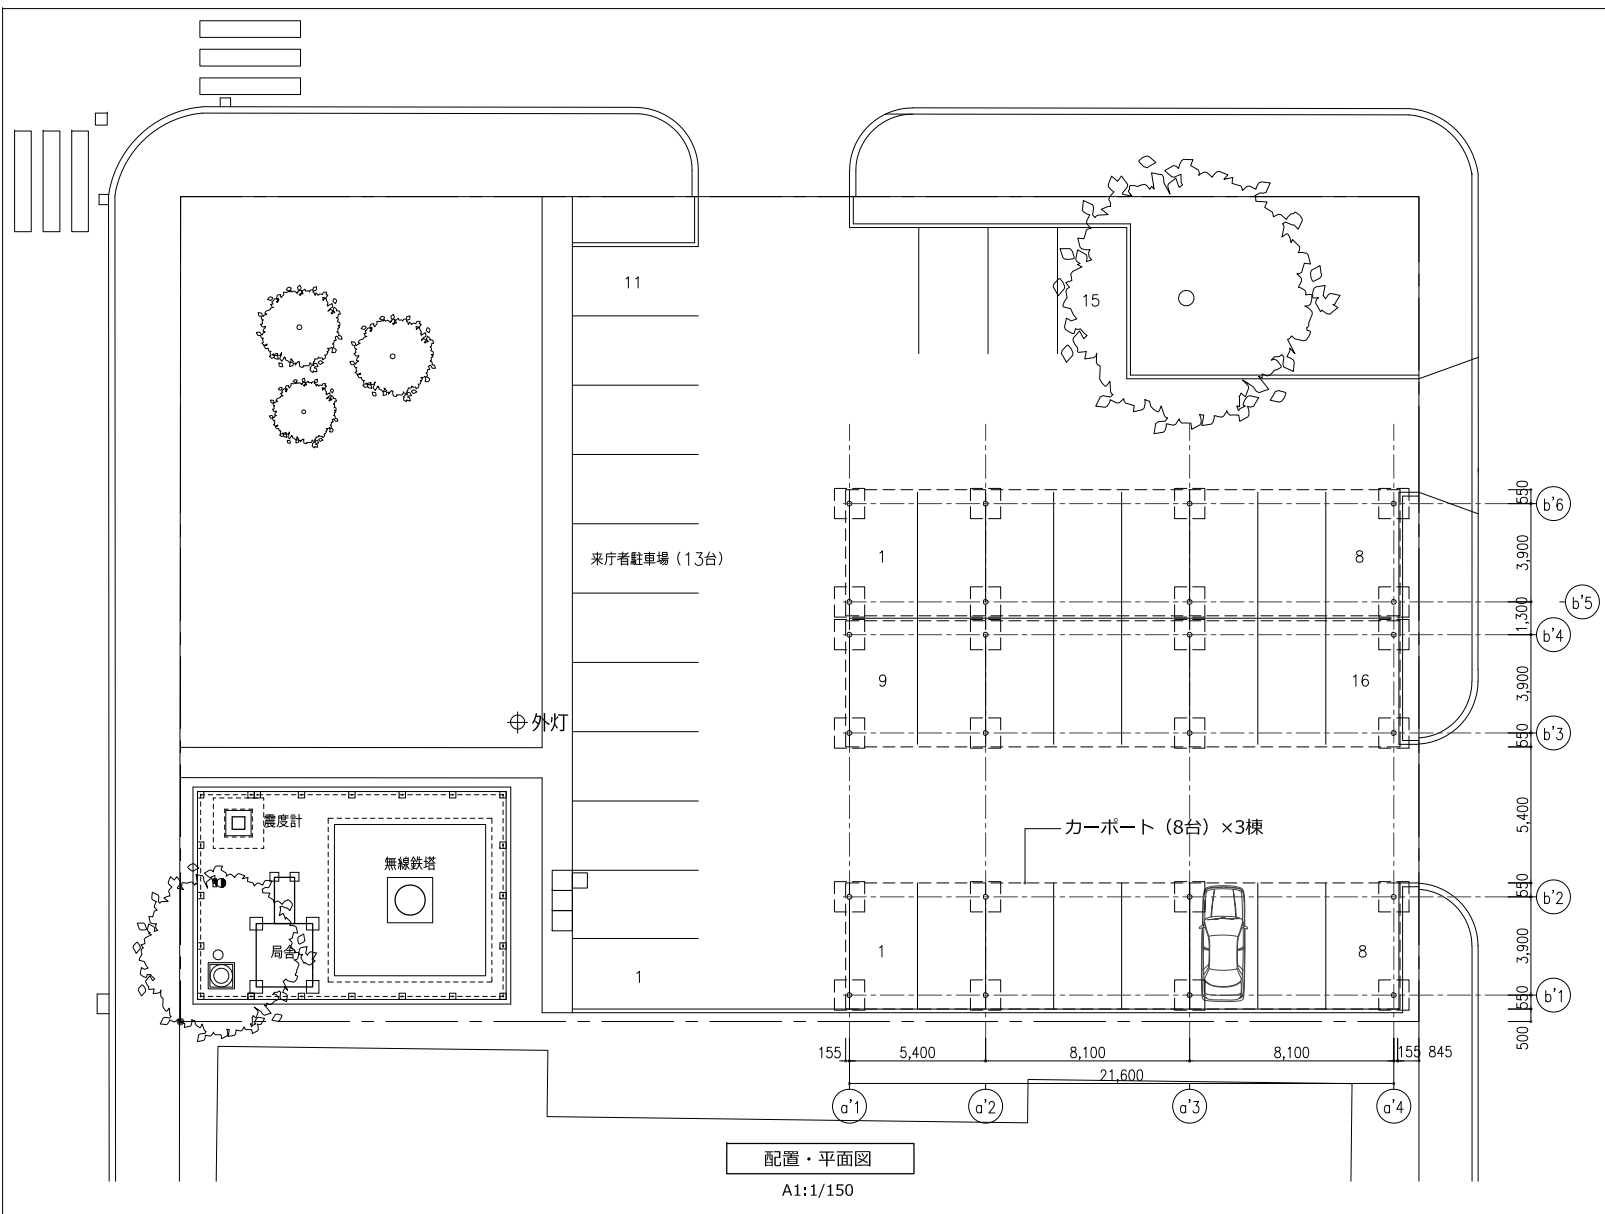 11
15
b'6
550
来庁者駐車場（13台）
1
8
3,900
b'5
1,300
b'4
9
16
3,900
外灯
b'3
550
震度計
カーポート（8台）×3棟
5,400
無線鉄塔
b'2
550
局舎
1
1
8
3,900
b'1
550
500
155
5,400
8,100
8,100
155
845
21,600
a'1
a'2
a'3
a'4
配置・平面図
A1:1/150